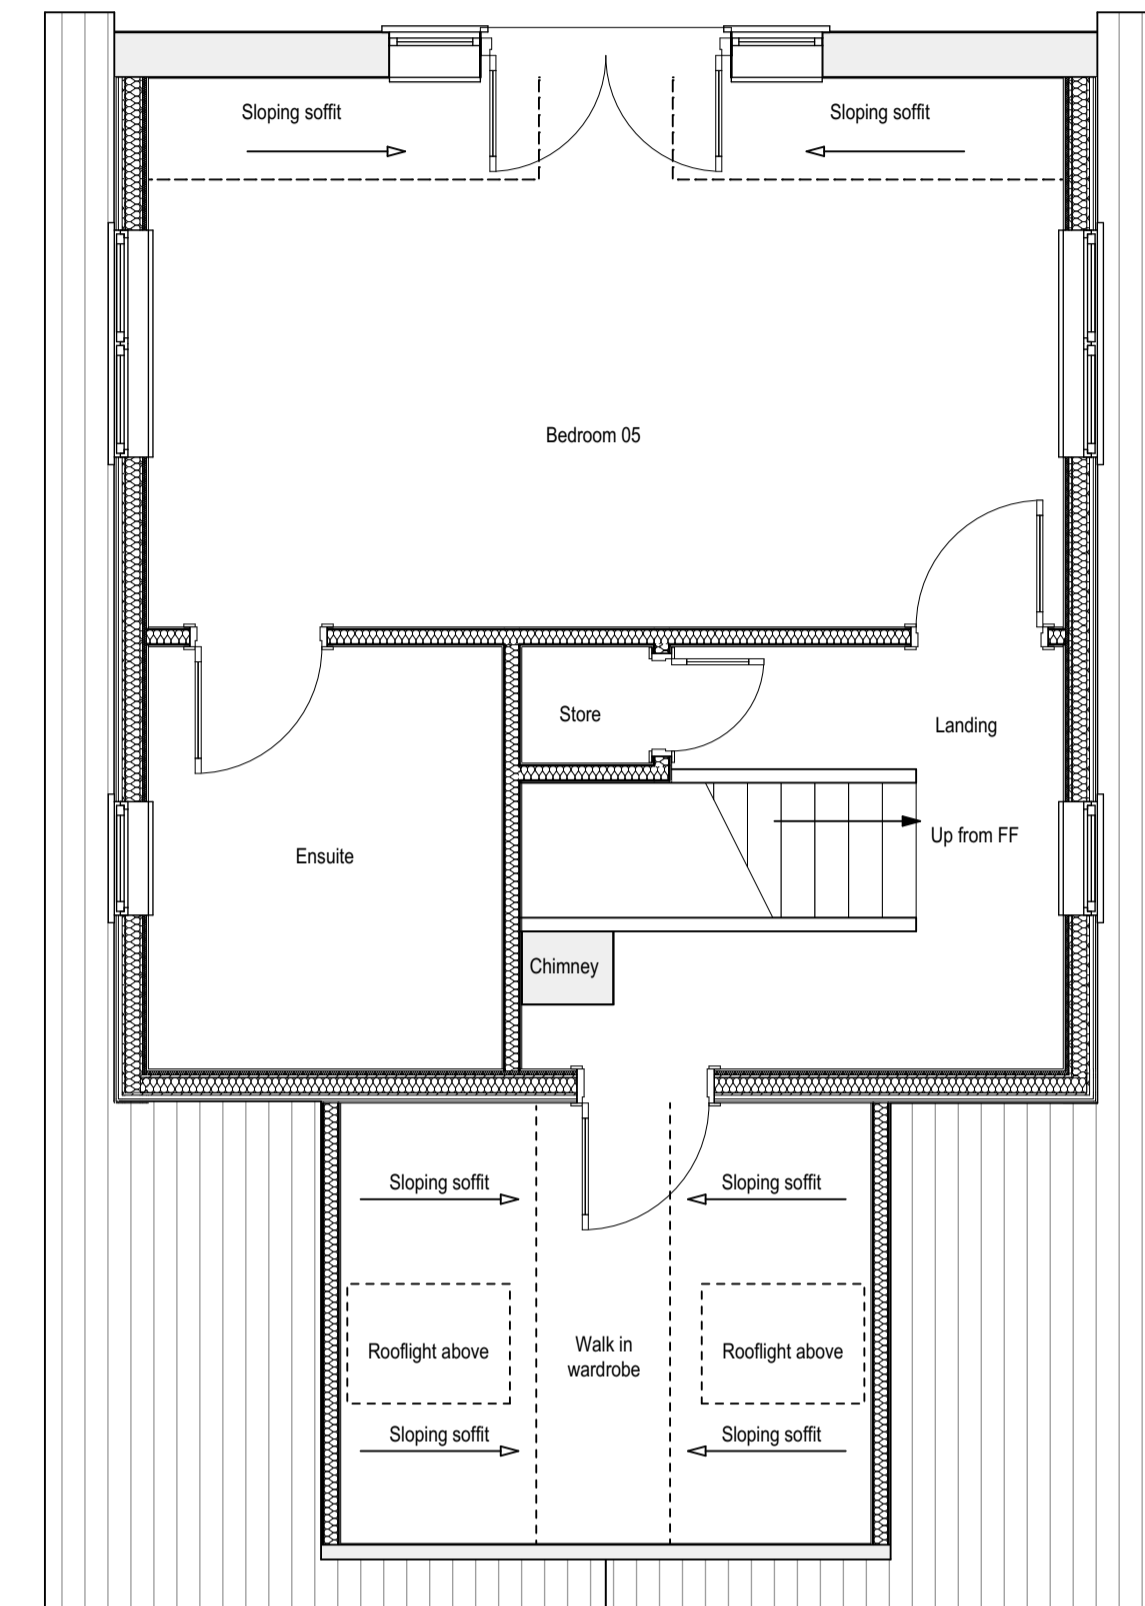 Sloping soffit
Sloping soffit
Bedroom 05
Store
Landing
Up from FF
Ensuite
Chimney
Sloping soffit
Sloping soffit
Rooflight above
Walk in
wardrobe
Rooflight above
Sloping soffit
Sloping soffit